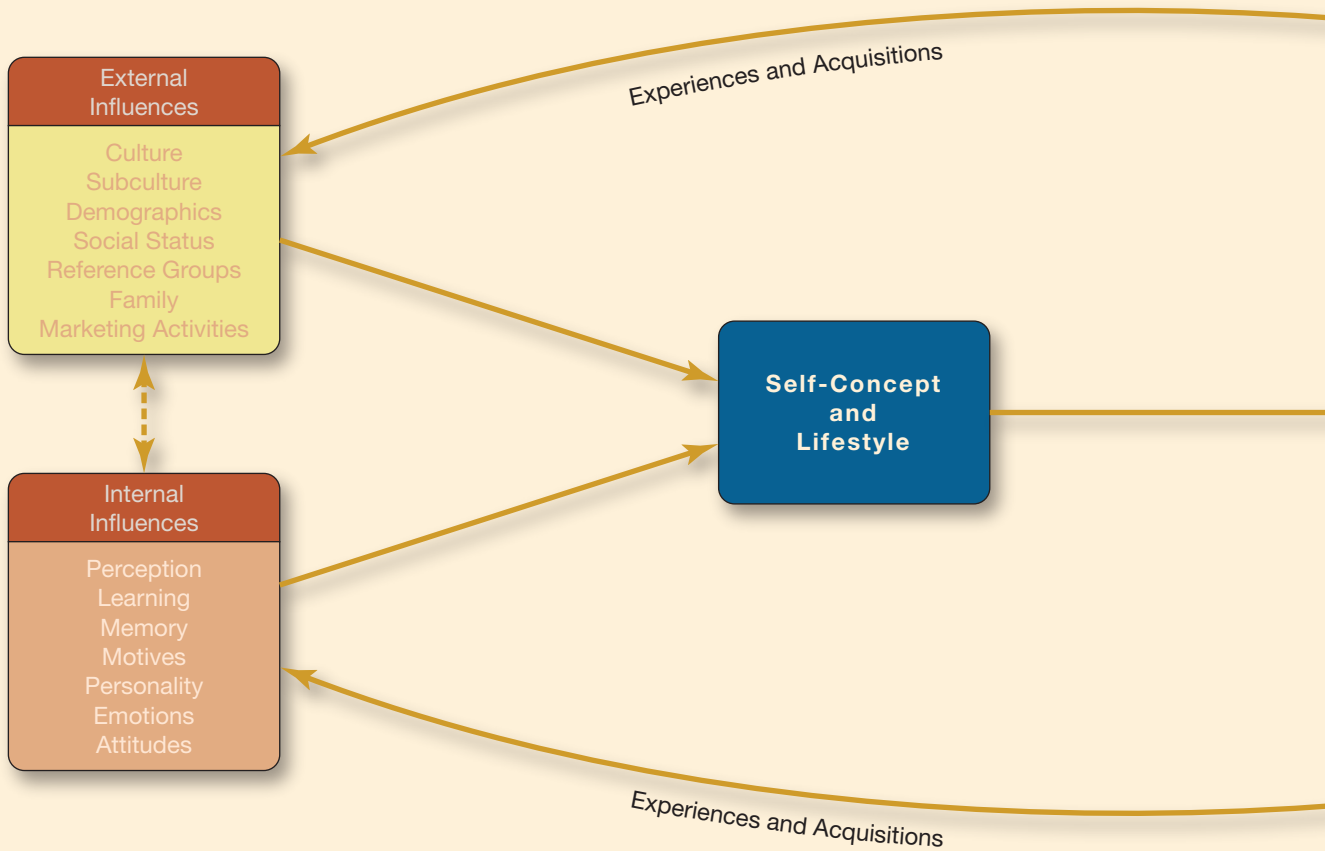 Experiences and Acquisitions
External
Influences
Culture
Subculture
Demographics
Social Status
Reference Groups
Family
Marketing Activities
Self-Concept
and
Lifestyle
Internal
Influences
Perception
Learning
Memory
Motives
Personality
Emotions
Attitudes
Experiences and Acquisitions